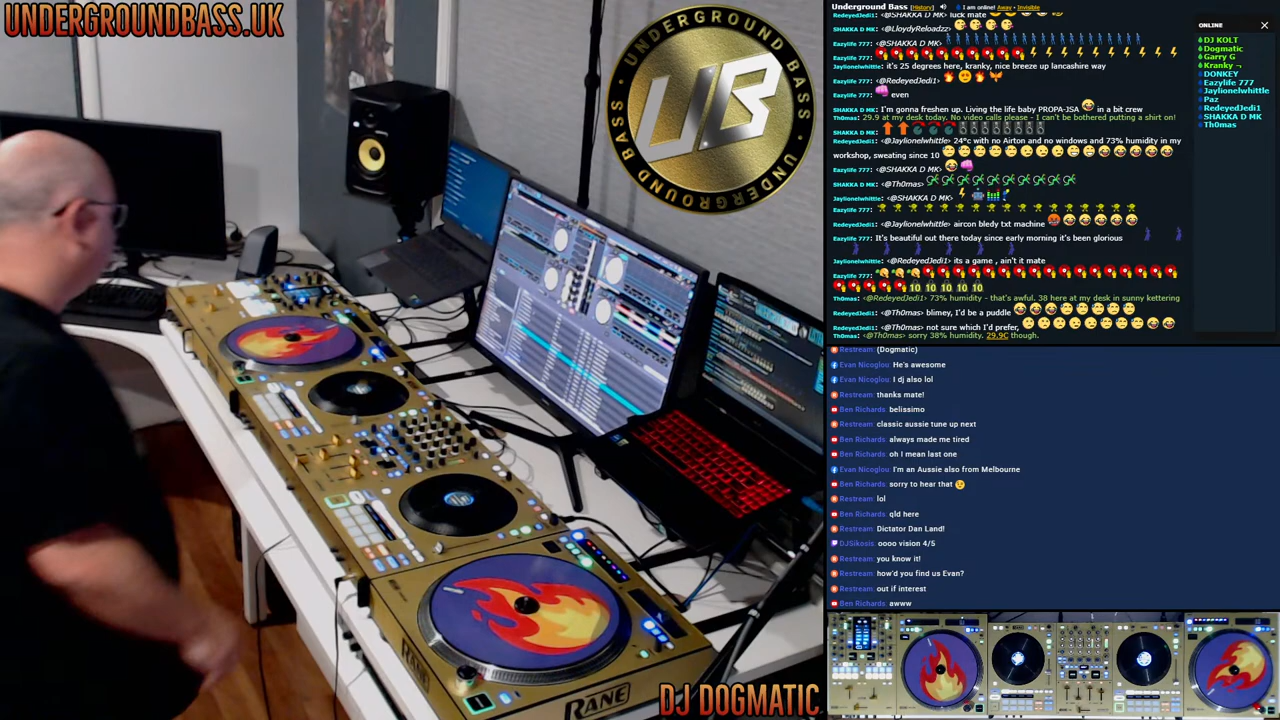 UNDERGROUNDBASS.UK
UNDERGROUND BASS
UNDERGROUND BASS
UB
RANE
DJ DOGMATIC
Underground Bass [History] I am online! Away - Invisible
RedeyedJedi1: <@SHAKKA D MK> luck mate
SHAKKA D MK: <@LloydyReloadzz>
Eazylife 777: <@SHAKKA D MK>
Jaylionelwhittle: it's 25 degrees here, kranky, nice breeze up lancashire way
Eazylife 777: <@RedeyedJedi1>
Eazylife 777: even
SHAKKA D MK: I'm gonna freshen up. Living the life baby PROPA-JSA in a bit crew
Th0mas: 29.9 at my desk today. No video calls please - I can't be bothered putting a shirt on!
SHAKKA D MK:
RedeyedJedi1: <@Jaylionelwhittle> 24°c with no Airton and no windows and 73% humidity in my
workshop, sweating since 10
Eazylife 777: <@SHAKKA D MK>
SHAKKA D MK: <@Th0mas>
Jaylionelwhittle: <@SHAKKA D MK>
Eazylife 777:
RedeyedJedi1: <@Jaylionelwhittle> aircon bledy txt machine
Eazylife 777: It's beautiful out there today since early morning it's been glorious
Jaylionelwhittle: <@RedeyedJedi1> its a game , ain't it mate
Eazylife 777:
Th0mas: <@RedeyedJedi1> 73% humidity - that's awful. 38 here at my desk in sunny kettering
RedeyedJedi1: <@Th0mas> blimey, I'd be a puddle
RedeyedJedi1: <@Th0mas> not sure which I'd prefer,
Th0mas: <@Th0mas> sorry 38% humidity. 29.9C though.
ONLINE
DJ KOLT
Dogmatic
Garry G
Kranky ¬
DONKEY
Eazylife 777
Jaylionelwhittle
Paz
RedeyedJedi1
SHAKKA D MK
Th0mas
Restream: (Dogmatic)
Evan Nicoglou: He's awesome
Evan Nicoglou: I dj also lol
Restream: thanks mate!
Ben Richards: belissimo
Restream: classic aussie tune up next
Ben Richards: always made me tired
Ben Richards: oh I mean last one
Evan Nicoglou: I'm an Aussie also from Melbourne
Ben Richards: sorry to hear that
Restream: lol
Ben Richards: qld here
Restream: Dictator Dan Land!
DJSikosis: oooo vision 4/5
Restream: you know it!
Restream: how'd you find us Evan?
Restream: out if interest
Ben Richards: awww